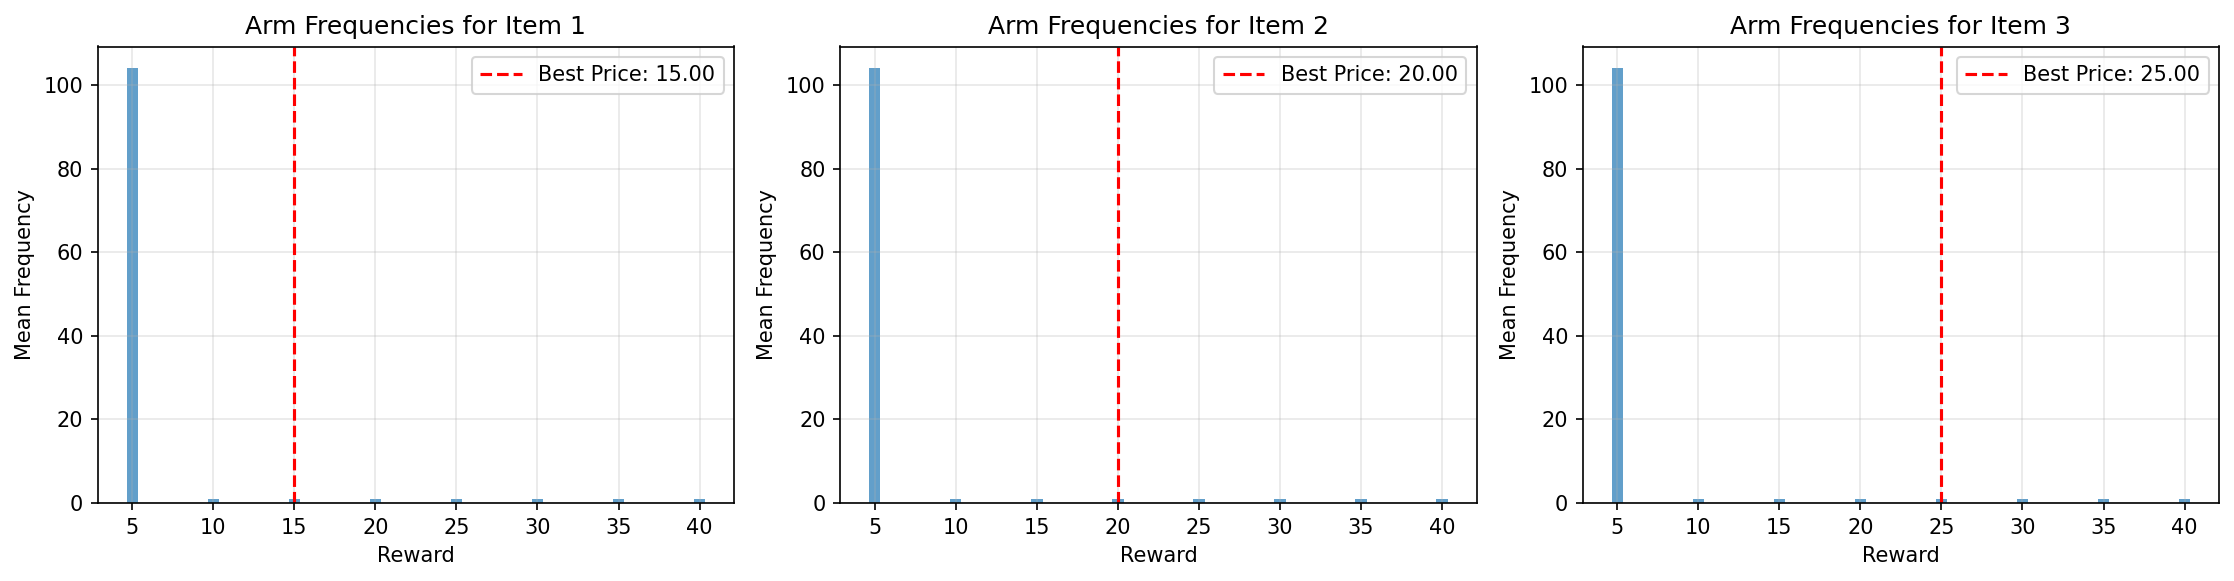 Arm Frequencies for Item 1
Mean Frequency
100
80
60
40
20
0
Best Price: 15.00
5 10 15 20 25 30 35 40
Reward
Arm Frequencies for Item 2
Mean Frequency
100
80
60
40
20
0
Best Price: 20.00
5 10 15 20 25 30 35 40
Reward
Arm Frequencies for Item 3
Mean Frequency
100
80
60
40
20
0
Best Price: 25.00
5 10 15 20 25 30 35 40
Reward